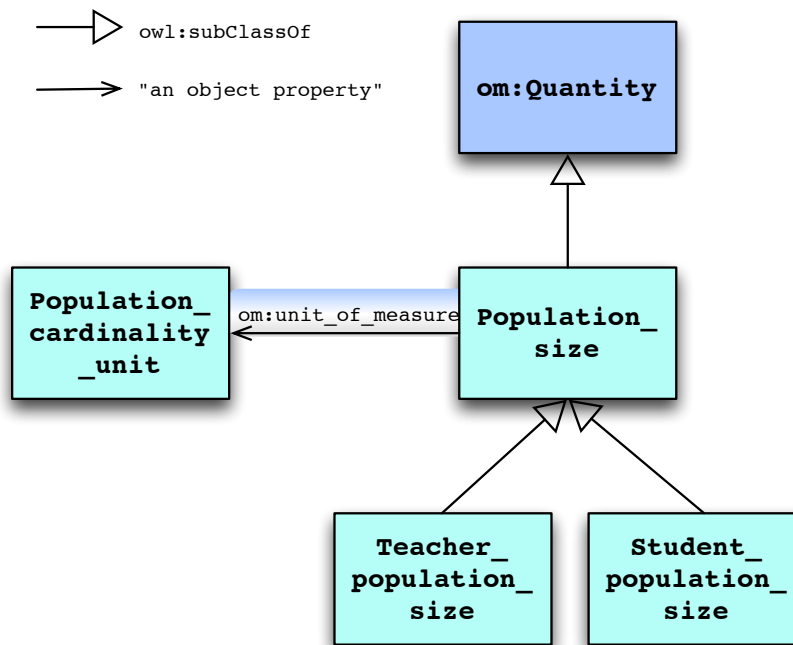 owl:subClassOf
"an object property"
om:Quantity
Population_
cardinality
_unit
om:unit_of_measure
Population_
size
Teacher_
population_
size
Student_
population_
size